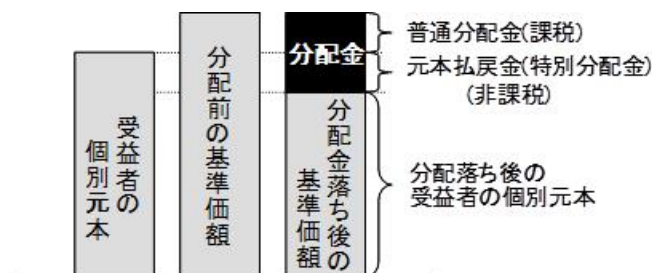 受益者の
個別元本
分配前の基準価額
分配金
分配金落ち後の
基準価額
普通分配金(課税)
元本払戻金(特別分配金)
(非課税)
分配落ち後の
受益者の個別元本